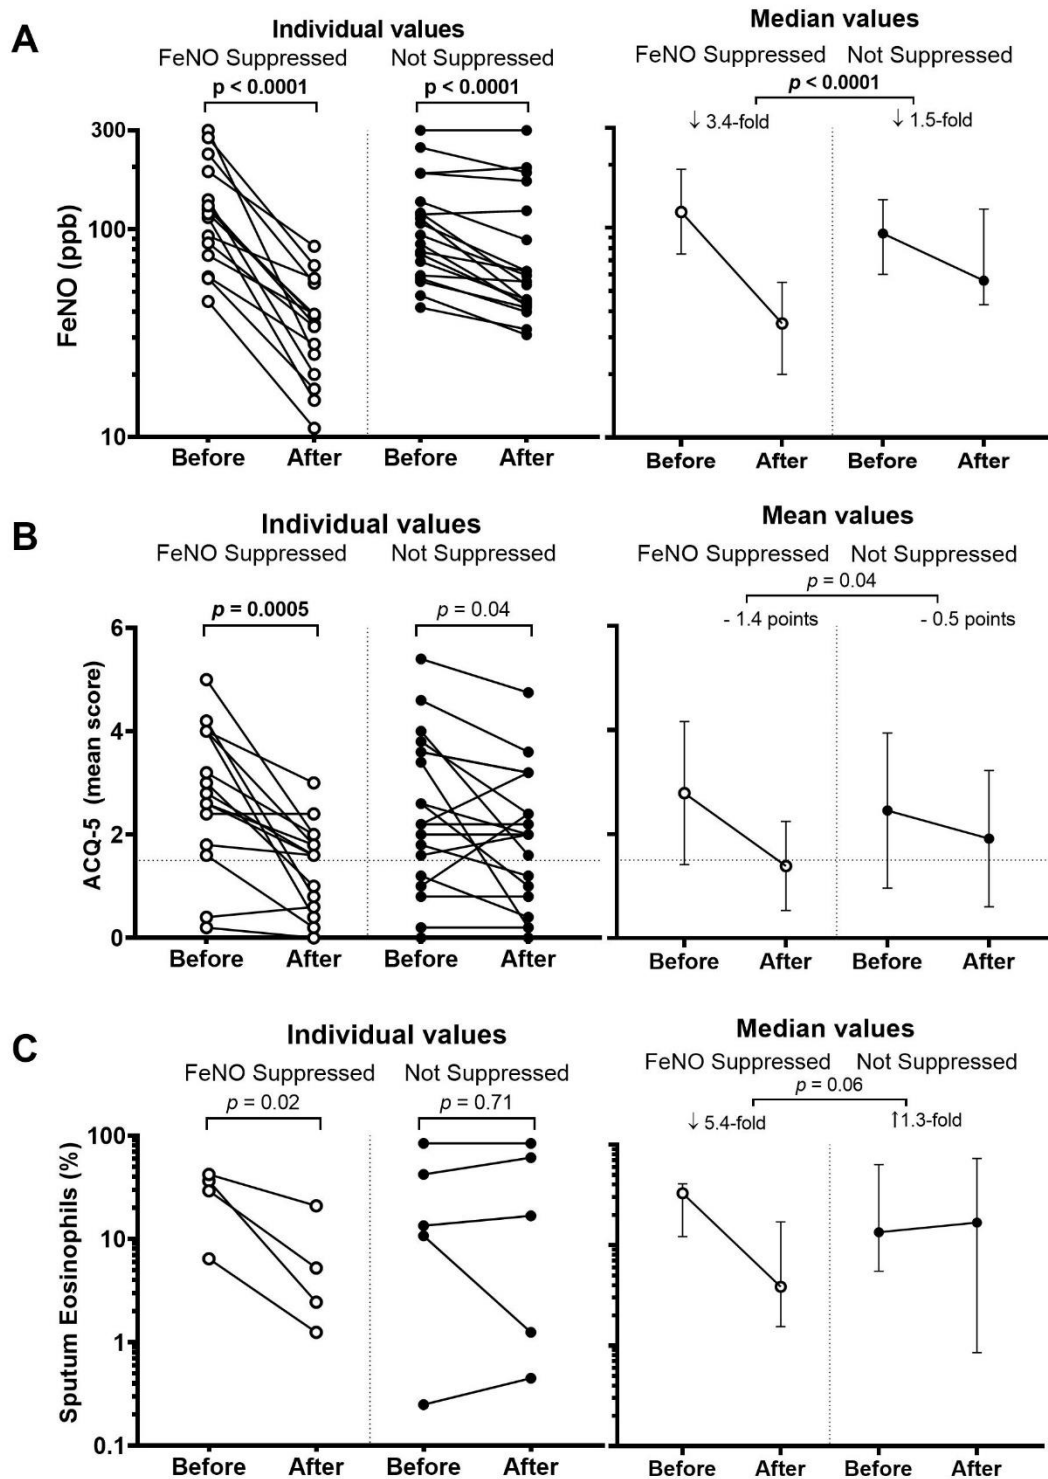 A
Individual values
FeNO Suppressed Not Suppressed
p < 0.0001 p < 0.0001
Median values
FeNO Suppressed Not Suppressed
p < 0.0001
↓ 3.4-fold ↓ 1.5-fold
300
100
10
FeNO (ppb)
Before After Before After
Before After Before After
B
Individual values
FeNO Suppressed Not Suppressed
p = 0.0005 p = 0.04
Mean values
FeNO Suppressed Not Suppressed
p = 0.04
- 1.4 points - 0.5 points
6
4
2
0
ACQ-5 (mean score)
Before After Before After
Before After Before After
C
Individual values
FeNO Suppressed Not Suppressed
p = 0.02 p = 0.71
Median values
FeNO Suppressed Not Suppressed
p = 0.06
↓ 5.4-fold ↑1.3-fold
100
10
1
0.1
Sputum Eosinophils (%)
Before After Before After
Before After Before After